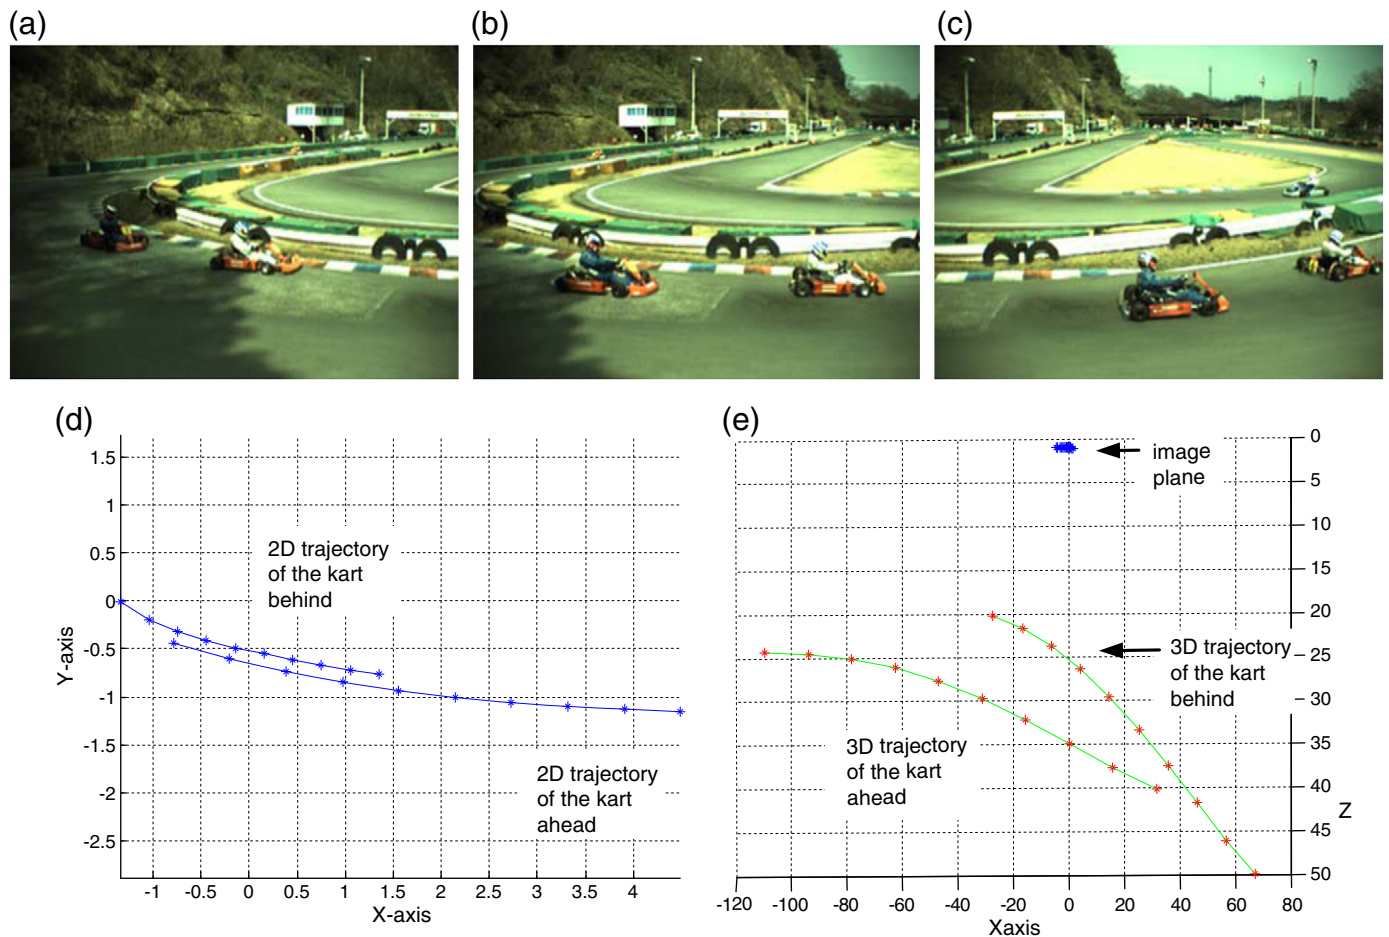 (a)
(b)
(c)
(d)
1.5
1
0.5
0
-0.5
-1
-1.5
-2
-2.5
Y-axis
2D trajectory
of the kart
behind
2D trajectory
of the kart
ahead
-1
-0.5
0
0.5
1
1.5
2
2.5
3
3.5
4
X-axis
(e)
image
plane
3D trajectory
of the kart
behind
3D trajectory
of the kart
ahead
0
5
10
15
20
25
30
35
40
45
50
Z
-120
-100
-80
-60
-40
-20
0
20
40
60
80
Xaxis